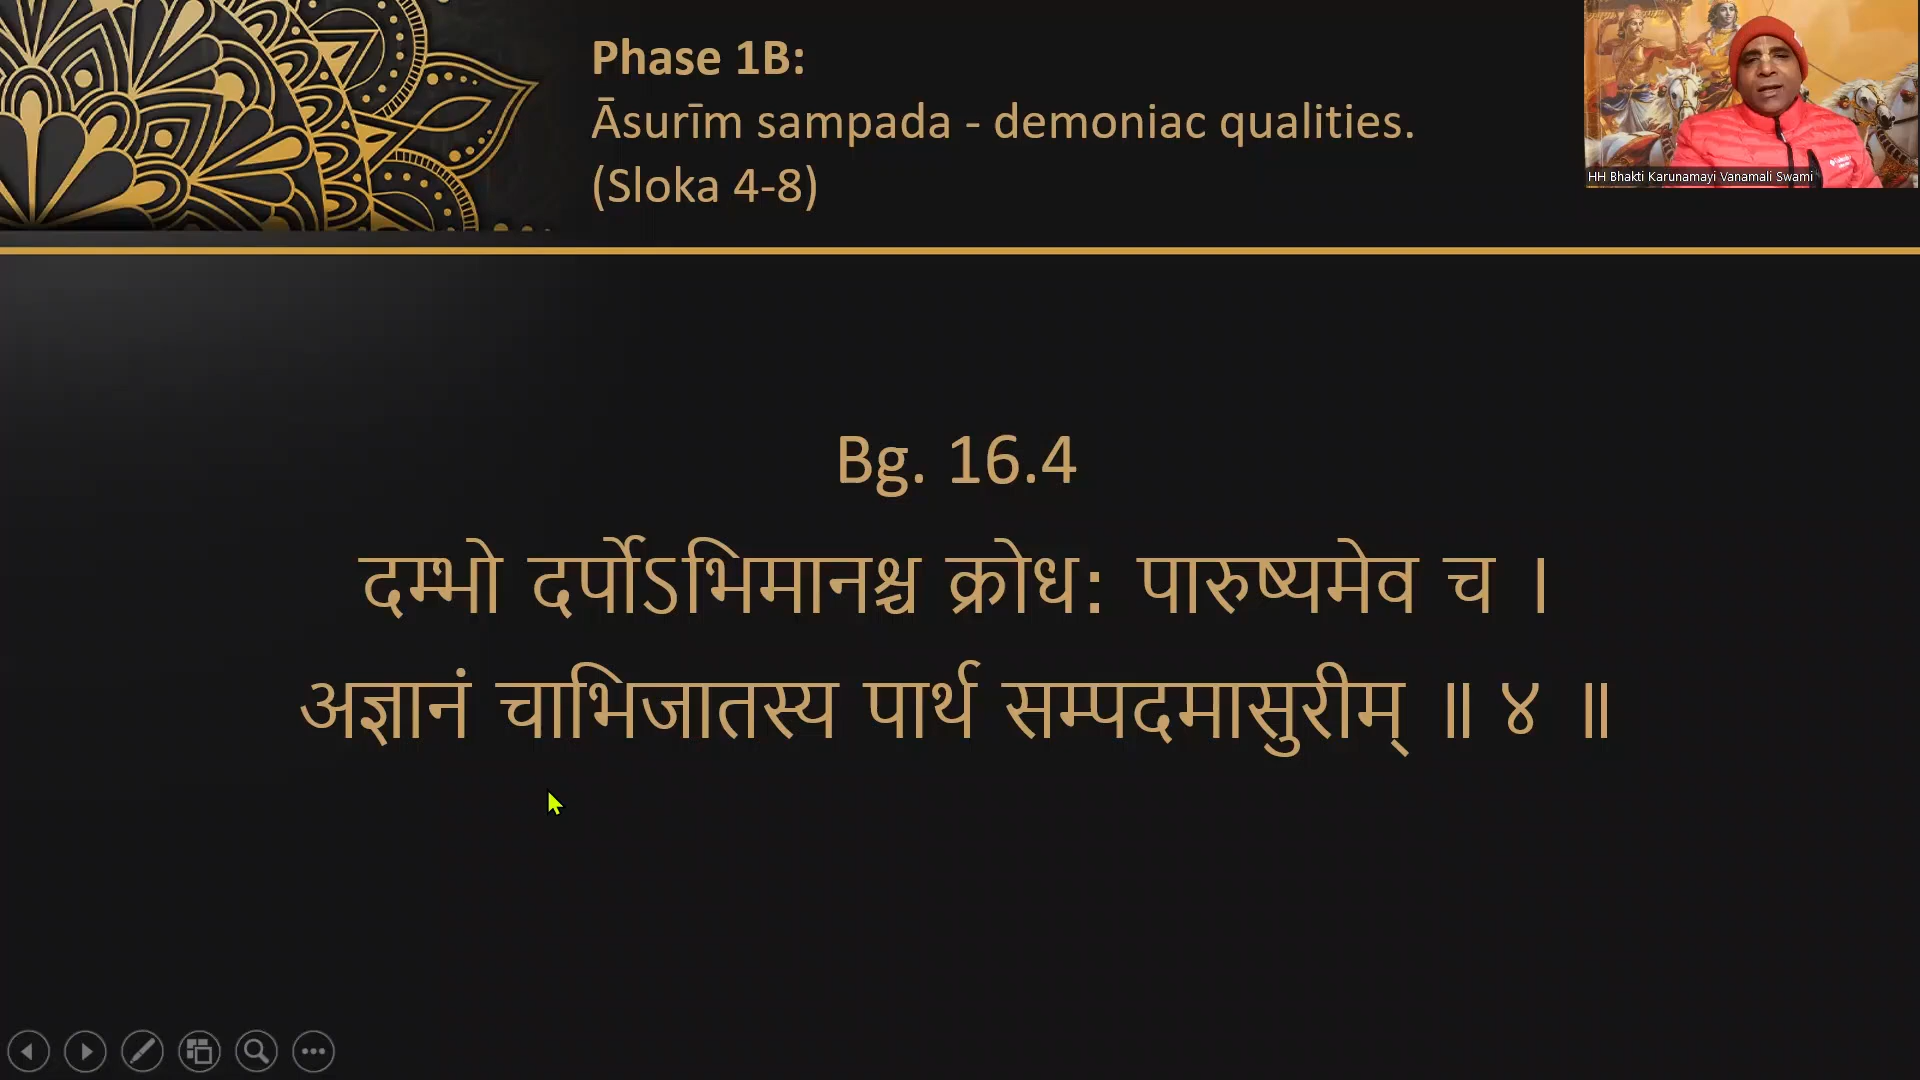 Phase 1B:
Āsurīm sampada - demoniac qualities.
(Sloka 4-8)
HH Bhakti Karunamayi Vanamali Swami
Bg. 16.4
दम्भो दर्पोऽभिमानश्च क्रोध: पारुष्यमेव च ।
अज्ञानं चाभिजातस्य पार्थ सम्पदमासुरीम् ॥ ४ ॥